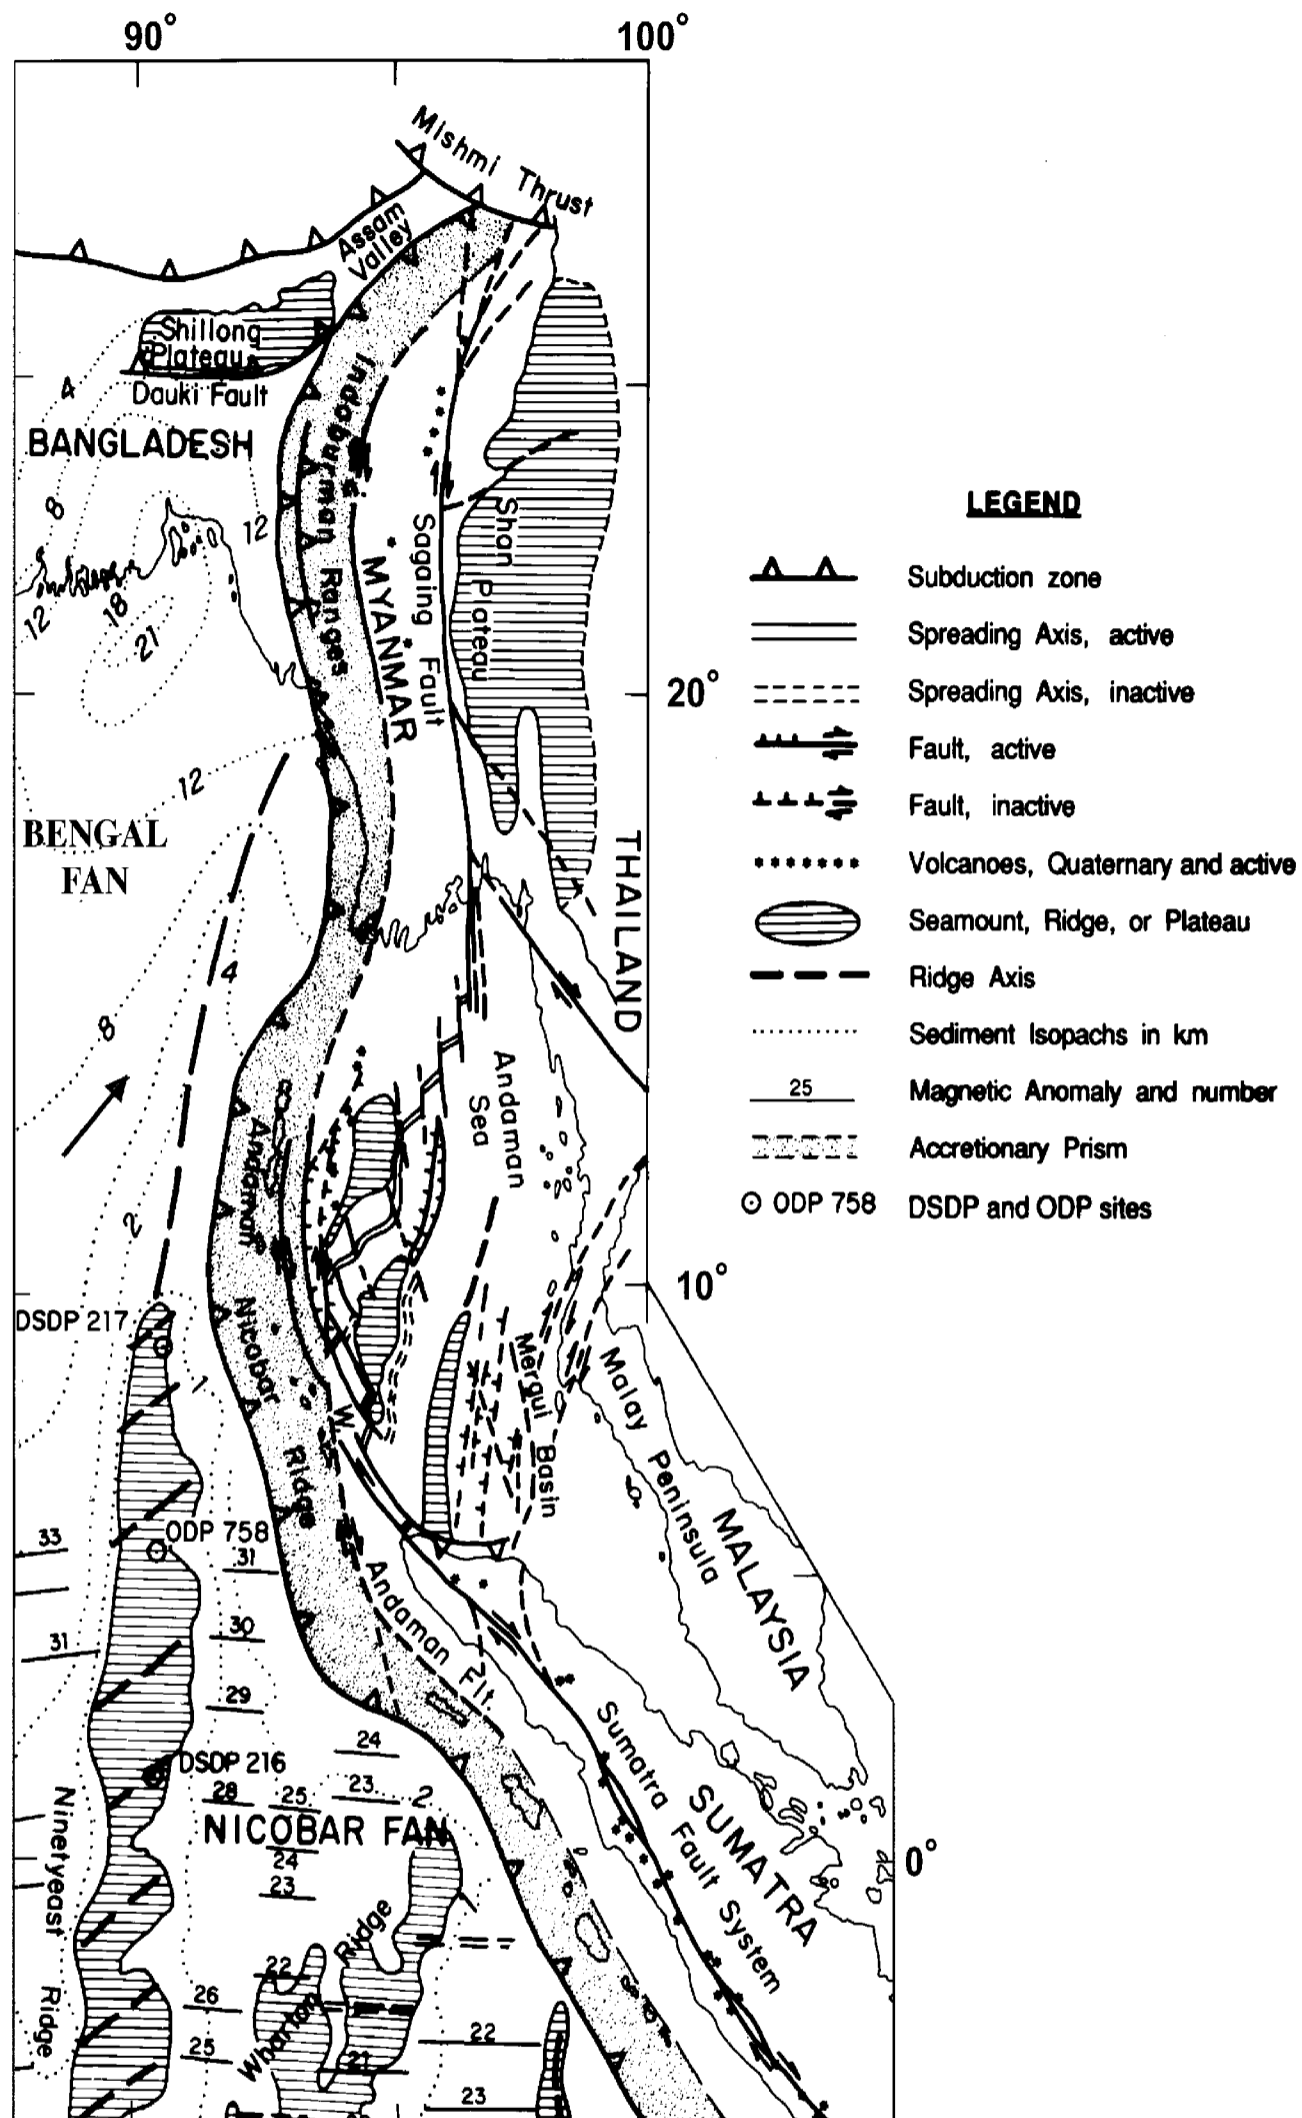 90°
100°
Mishmi Thrust
Assam
Valley
Shillong
Plateau
Dauki Fault
4
BANGLADESH
8
12
Indoburman Ranges
Sagaing Fault
Shan Plateau
MYANMAR
12
18
21
20°
12
BENGAL
FAN
4
THAILAND
8
Andaman
Sea
2
Andaman
Nicobar
Ridge
10°
DSDP 217
1
Mergui Basin
Malay Peninsula
MALAYSIA
W.
33
ODP 758
31
31
30
29
Andaman Flt.
24
DSDP 216
28
25
23
2
NICOBAR FAN
24
23
Sumatra Fault System
SUMATRA
0°
Ninetyeast Ridge
22
26
25
Wharton Ridge
21
22
23
LEGEND
Subduction zone
Spreading Axis, active
Spreading Axis, inactive
Fault, active
Fault, inactive
Volcanoes, Quaternary and active
Seamount, Ridge, or Plateau
Ridge Axis
Sediment Isopachs in km
25 Magnetic Anomaly and number
Accretionary Prism
ODP 758 DSDP and ODP sites